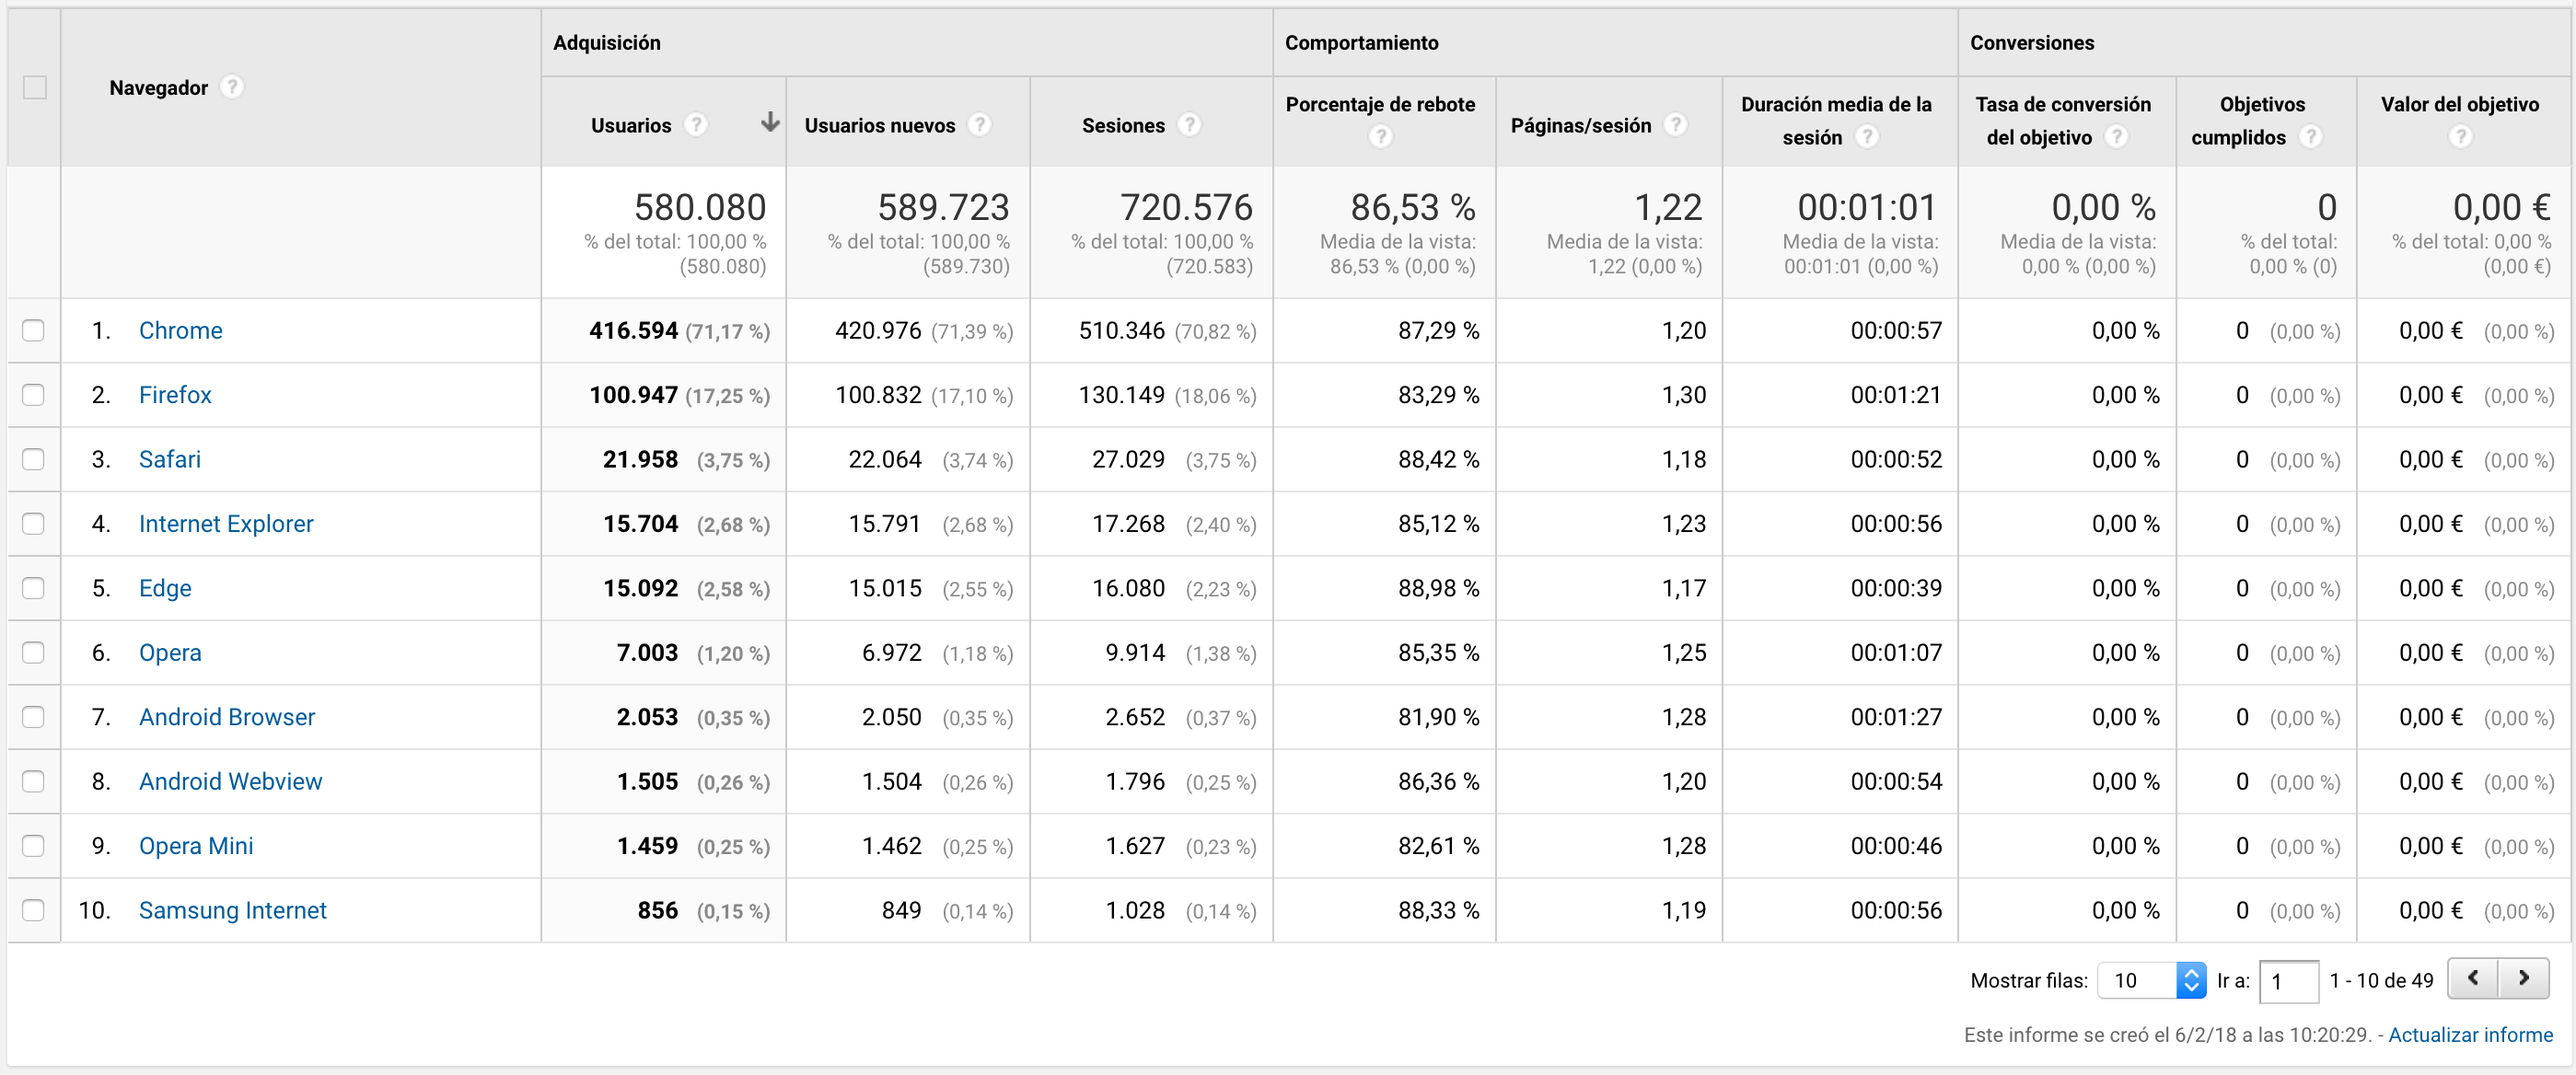 Adquisición Comportamiento Conversiones
Navegador ?
Usuarios ? Usuarios nuevos ? Sesiones ? Porcentaje de rebote ? Páginas/sesión ? Duración media de la sesión ? Tasa de conversión del objetivo ? Objetivos cumplidos ? Valor del objetivo ?
580.080 589.723 720.576 86,53 % 1,22 00:01:01 0,00 % 0 0,00 €
% del total: 100,00 % % del total: 100,00 % % del total: 100,00 % Media de la vista: Media de la vista: Media de la vista: Media de la vista: % del total: % del total: 0,00 %
(580.080) (589.730) (720.583) 86,53 % (0,00 %) 1,22 (0,00 %) 00:01:01 (0,00 %) 0,00 % (0,00 %) 0,00 % (0) (0,00 €)
1. Chrome 416.594 (71,17 %) 420.976 (71,39 %) 510.346 (70,82 %) 87,29 % 1,20 00:00:57 0,00 % 0 (0,00 %) 0,00 € (0,00 %)
2. Firefox 100.947 (17,25 %) 100.832 (17,10 %) 130.149 (18,06 %) 83,29 % 1,30 00:01:21 0,00 % 0 (0,00 %) 0,00 € (0,00 %)
3. Safari 21.958 (3,75 %) 22.064 (3,74 %) 27.029 (3,75 %) 88,42 % 1,18 00:00:52 0,00 % 0 (0,00 %) 0,00 € (0,00 %)
4. Internet Explorer 15.704 (2,68 %) 15.791 (2,68 %) 17.268 (2,40 %) 85,12 % 1,23 00:00:56 0,00 % 0 (0,00 %) 0,00 € (0,00 %)
5. Edge 15.092 (2,58 %) 15.015 (2,55 %) 16.080 (2,23 %) 88,98 % 1,17 00:00:39 0,00 % 0 (0,00 %) 0,00 € (0,00 %)
6. Opera 7.003 (1,20 %) 6.972 (1,18 %) 9.914 (1,38 %) 85,35 % 1,25 00:01:07 0,00 % 0 (0,00 %) 0,00 € (0,00 %)
7. Android Browser 2.053 (0,35 %) 2.050 (0,35 %) 2.652 (0,37 %) 81,90 % 1,28 00:01:27 0,00 % 0 (0,00 %) 0,00 € (0,00 %)
8. Android Webview 1.505 (0,26 %) 1.504 (0,26 %) 1.796 (0,25 %) 86,36 % 1,20 00:00:54 0,00 % 0 (0,00 %) 0,00 € (0,00 %)
9. Opera Mini 1.459 (0,25 %) 1.462 (0,25 %) 1.627 (0,23 %) 82,61 % 1,28 00:00:46 0,00 % 0 (0,00 %) 0,00 € (0,00 %)
10. Samsung Internet 856 (0,15 %) 849 (0,14 %) 1.028 (0,14 %) 88,33 % 1,19 00:00:56 0,00 % 0 (0,00 %) 0,00 € (0,00 %)
Mostrar filas: 10 Ir a: 1 1 - 10 de 49
Este informe se creó el 6/2/18 a las 10:20:29. - Actualizar informe